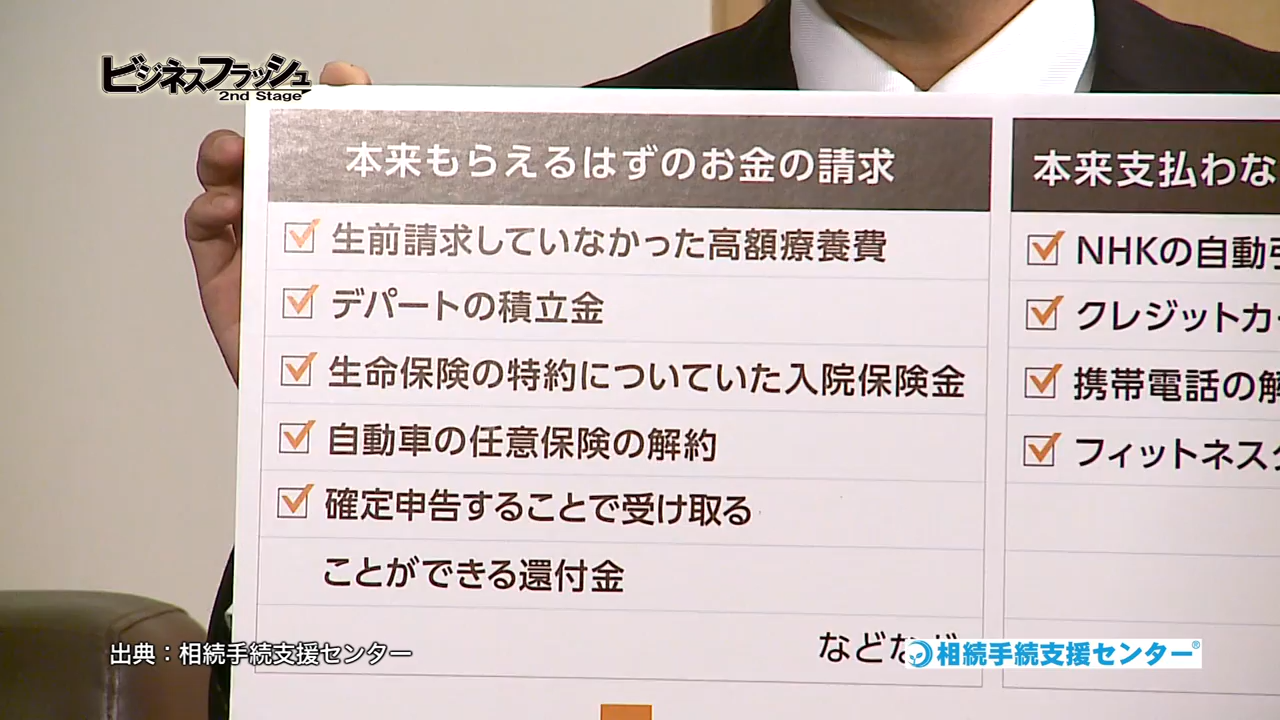 ビジネスフラッシュ
2nd Stage
本来もらえるはずのお金の請求
生前請求していなかった高額療養費
デパートの積立金
生命保険の特約についていた入院保険金
自動車の任意保険の解約
確定申告することで受け取る
ことができる還付金
などなど
本来支払わな
NHKの自動引
クレジットカー
携帯電話の解
フィットネスク
出典：相続手続支援センター
相続手続支援センター®